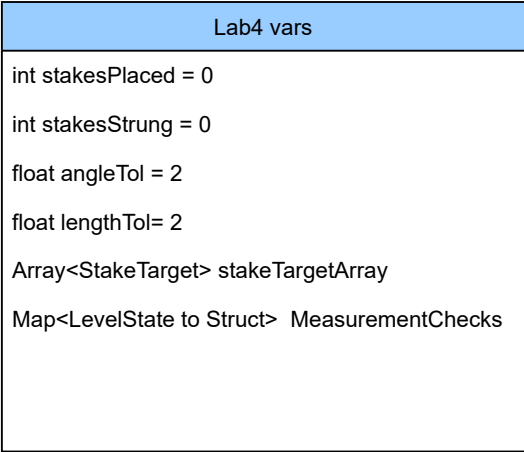 Lab4 vars
int stakesPlaced = 0
int stakesStrung = 0
float angleTol = 2
float lengthTol= 2
Array<StakeTarget> stakeTargetArray
Map<LevelState to Struct>  MeasurementChecks